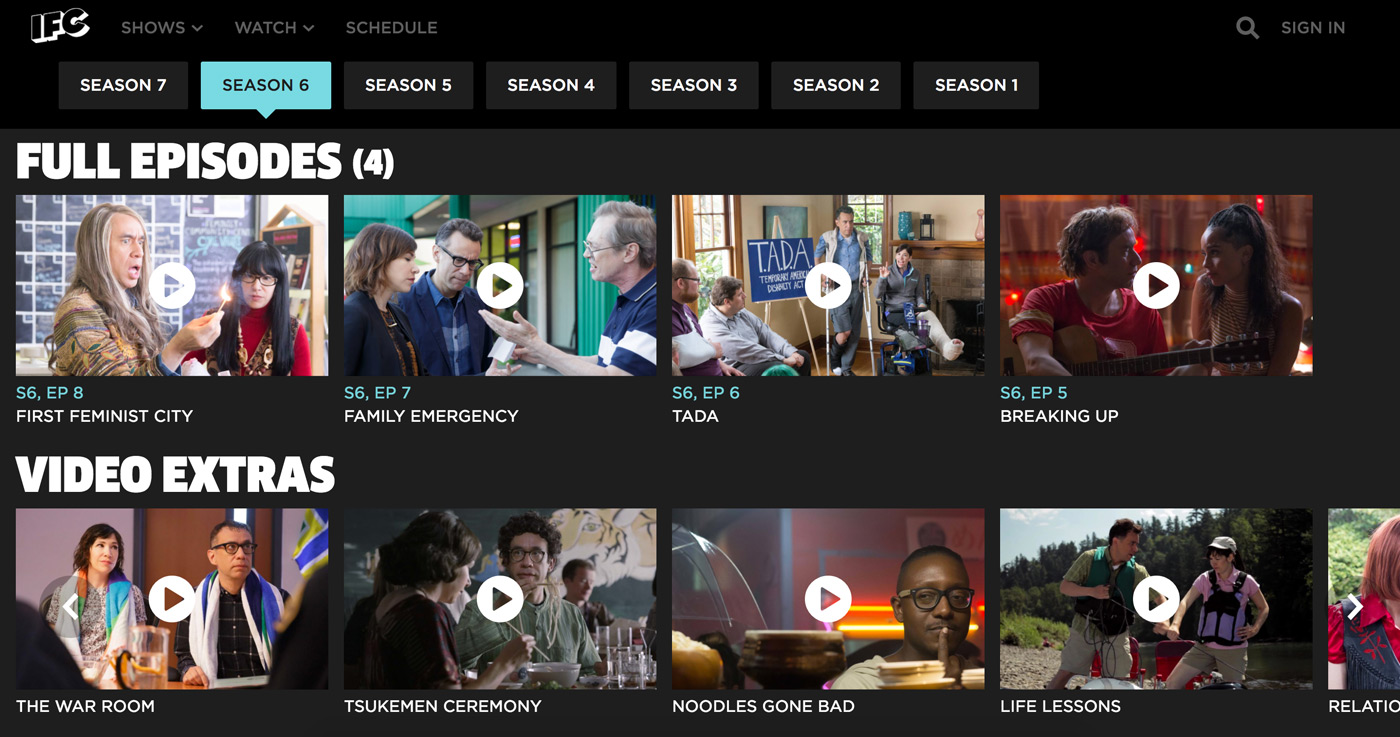 IFC SHOWS WATCH SCHEDULE SIGN IN
SEASON 7 SEASON 6 SEASON 5 SEASON 4 SEASON 3 SEASON 2 SEASON 1
FULL EPISODES (4)
T.A.D.A.
TEMPORARY AMERICAN
DISABILITY ACT
S6, EP 8 S6, EP 7 S6, EP 6 S6, EP 5
FIRST FEMINIST CITY FAMILY EMERGENCY TADA BREAKING UP
VIDEO EXTRAS
THE WAR ROOM TSUKEMEN CEREMONY NOODLES GONE BAD LIFE LESSONS RELATIO